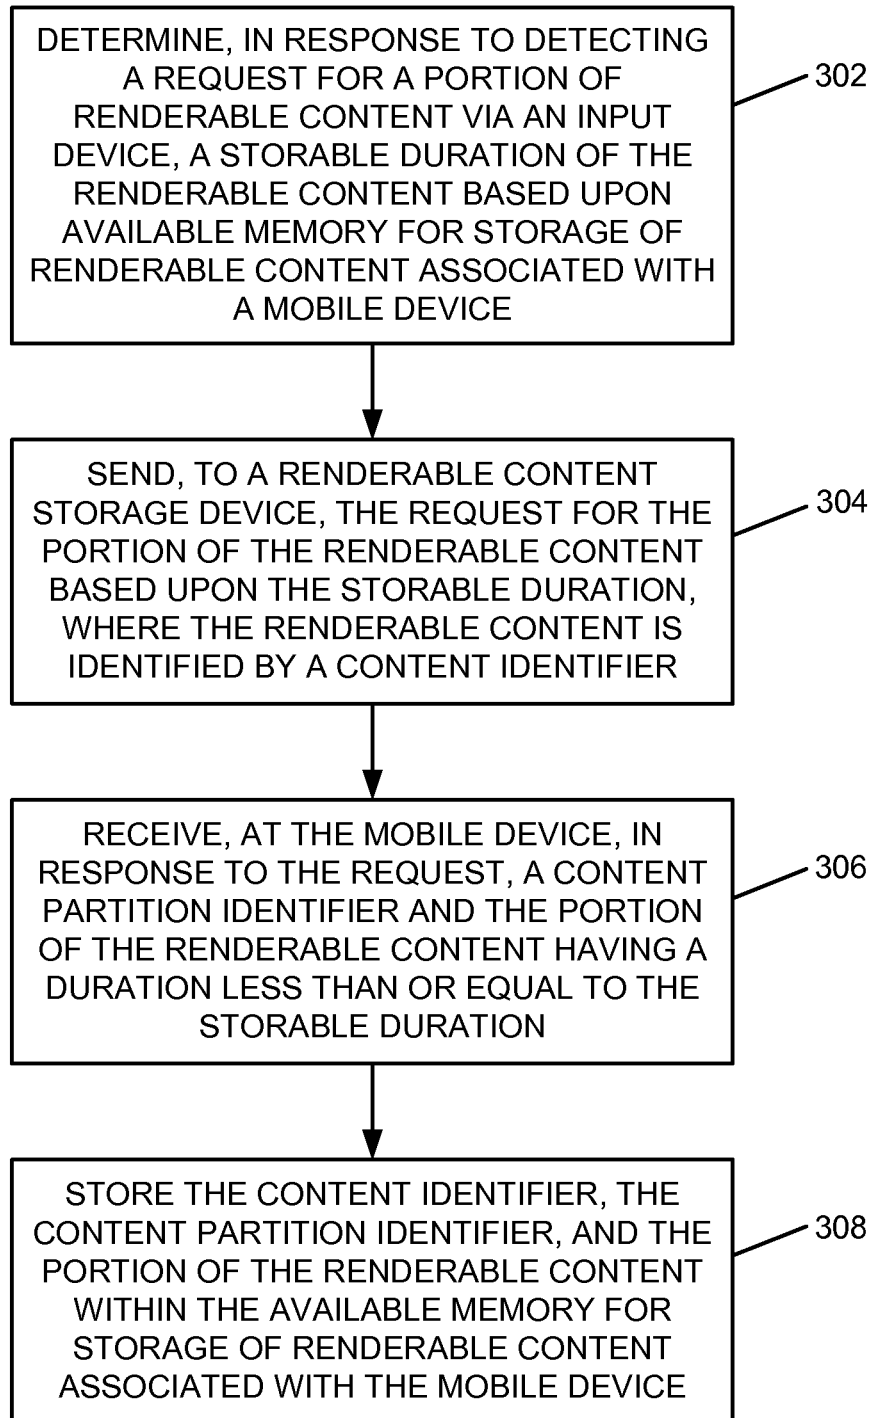 DETERMINE, IN RESPONSE TO DETECTING
A REQUEST FOR A PORTION OF
RENDERABLE CONTENT VIA AN INPUT
DEVICE, A STORABLE DURATION OF THE
RENDERABLE CONTENT BASED UPON
AVAILABLE MEMORY FOR STORAGE OF
RENDERABLE CONTENT ASSOCIATED WITH
A MOBILE DEVICE
302
SEND, TO A RENDERABLE CONTENT
STORAGE DEVICE, THE REQUEST FOR THE
PORTION OF THE RENDERABLE CONTENT
BASED UPON THE STORABLE DURATION,
WHERE THE RENDERABLE CONTENT IS
IDENTIFIED BY A CONTENT IDENTIFIER
304
RECEIVE, AT THE MOBILE DEVICE, IN
RESPONSE TO THE REQUEST, A CONTENT
PARTITION IDENTIFIER AND THE PORTION
OF THE RENDERABLE CONTENT HAVING A
DURATION LESS THAN OR EQUAL TO THE
STORABLE DURATION
306
STORE THE CONTENT IDENTIFIER, THE
CONTENT PARTITION IDENTIFIER, AND THE
PORTION OF THE RENDERABLE CONTENT
WITHIN THE AVAILABLE MEMORY FOR
STORAGE OF RENDERABLE CONTENT
ASSOCIATED WITH THE MOBILE DEVICE
308